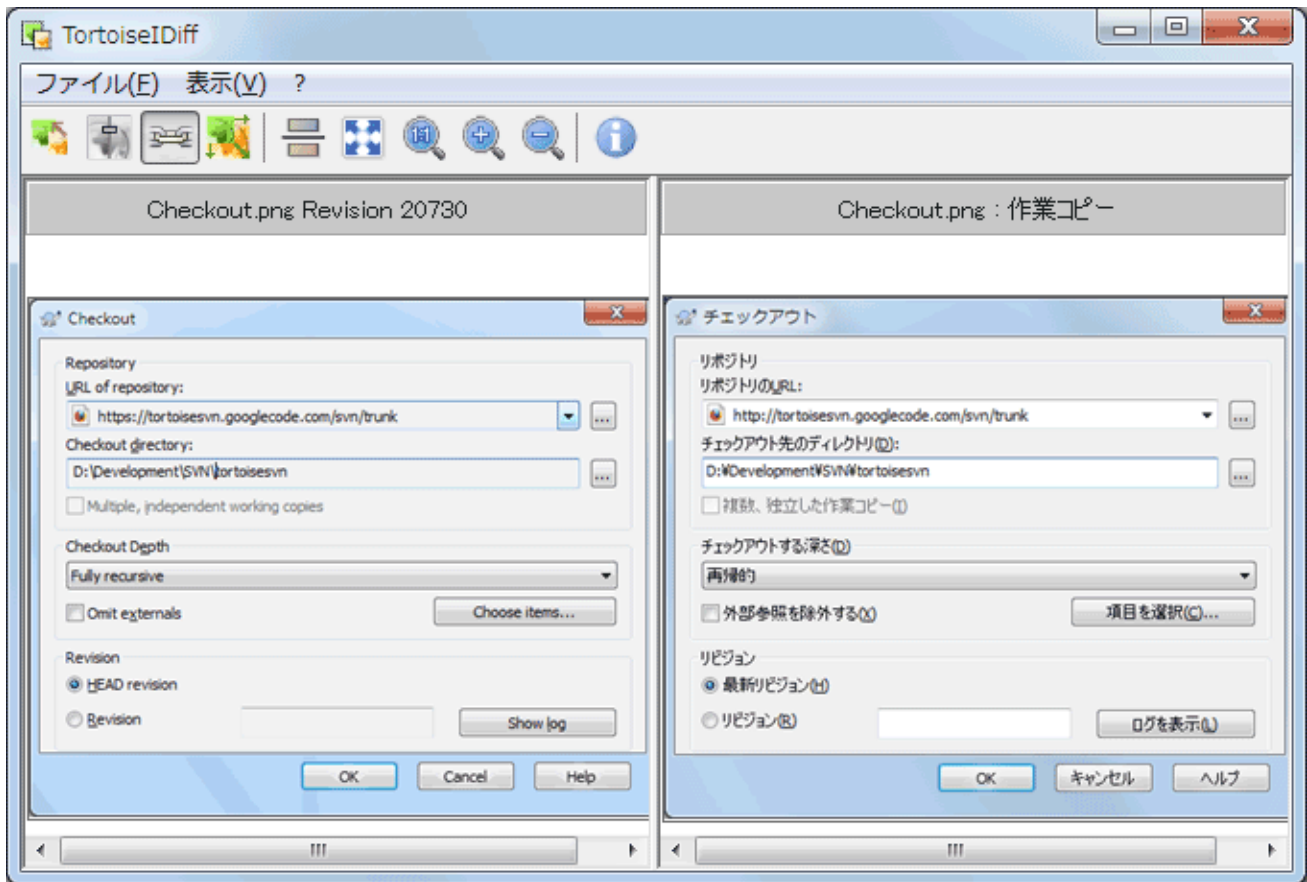 TortoiseIDiff
ファイル(F) 表示(V) ?
Checkout.png Revision 20730
Checkout
Repository
URL of repository:
https://tortoisesvn.googlecode.com/svn/trunk
...
Checkout directory:
D:\Development\SVN\tortoisesvn
...
Multiple, independent working copies
Checkout Depth
Fully recursive
Omit externals
Choose items...
Revision
HEAD revision
Revision
Show log
OK Cancel Help
Checkout.png : 作業コピー
チェックアウト
リポジトリ
リポジトリのURL:
http://tortoisesvn.googlecode.com/svn/trunk
...
チェックアウト先のディレクトリ(D):
D:¥Development¥SVN¥tortoisesvn
...
複数、独立した作業コピー(I)
チェックアウトする深さ(D)
再帰的
外部参照を除外する(X)
項目を選択(C)...
リビジョン
最新リビジョン(H)
リビジョン(R)
ログを表示(L)
OK キャンセル ヘルプ